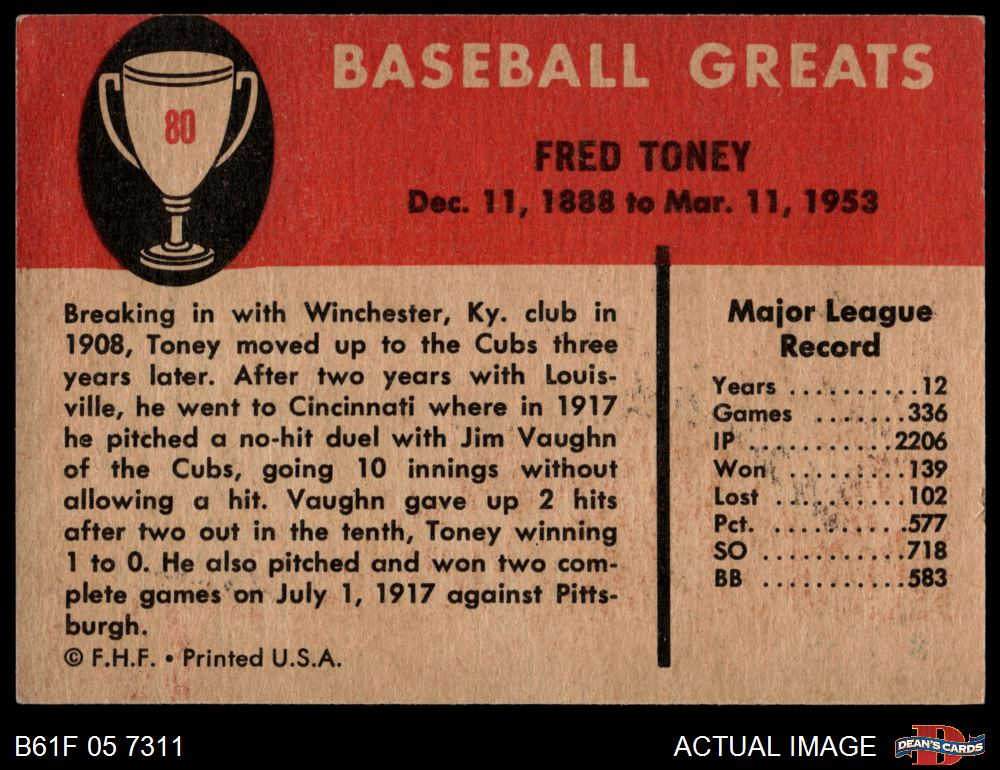 80
BASEBALL GREATS
FRED TONEY
Dec. 11, 1888 to Mar. 11, 1953
Breaking in with Winchester, Ky. club in
1908, Toney moved up to the Cubs three
years later. After two years with Louis-
ville, he went to Cincinnati where in 1917
he pitched a no-hit duel with Jim Vaughn
of the Cubs, going 10 innings without
allowing a hit. Vaughn gave up 2 hits
after two out in the tenth, Toney winning
1 to 0. He also pitched and won two com-
plete games on July 1, 1917 against Pitts-
burgh.
© F.H.F. • Printed U.S.A.
Major League
Record
Years ..........12
Games .......336
IP ...........2206
Won .........139
Lost ..........102
Pct. ..........577
SO ...........718
BB ...........583
B61F 05 7311
ACTUAL IMAGE
D
DEAN'S CARDS